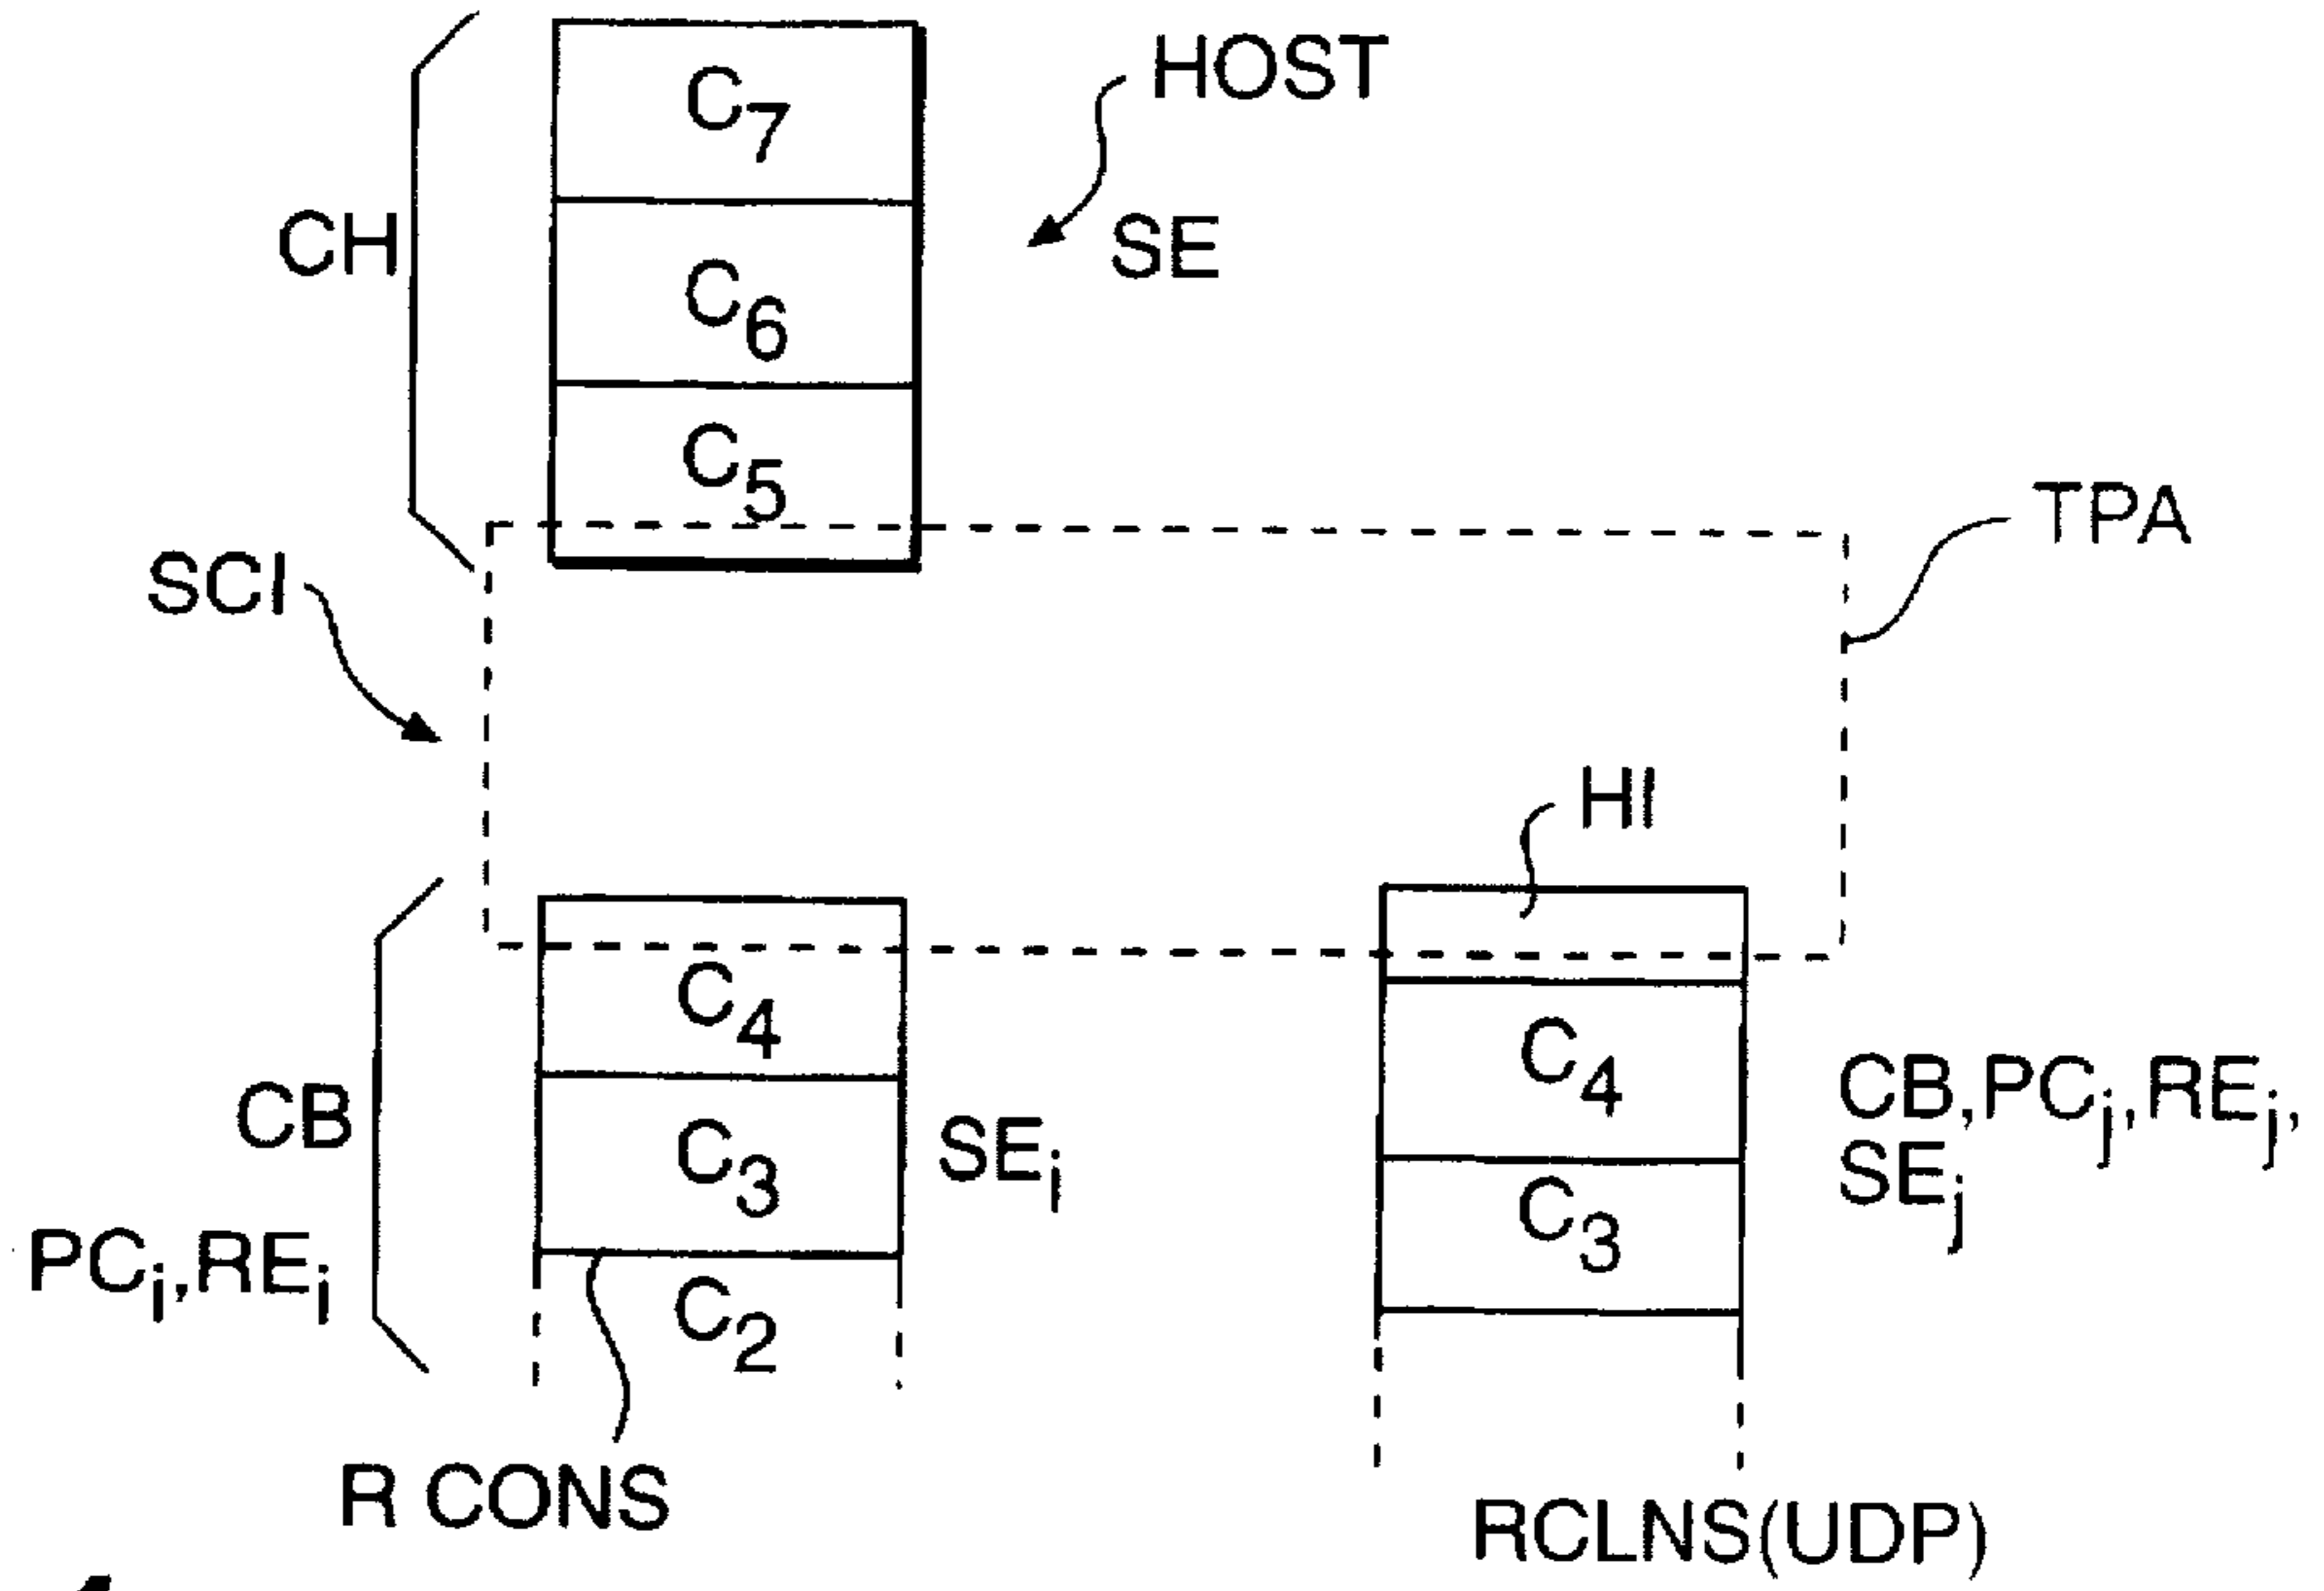 C7
HOST
CH
SE
C6
C5
TPA
SCI
HI
C4
C4
CB
C3
SEi
CB,PCj,REj,
SEj
C3
PCi,REi
C2
R CONS
RCLNS(UDP)